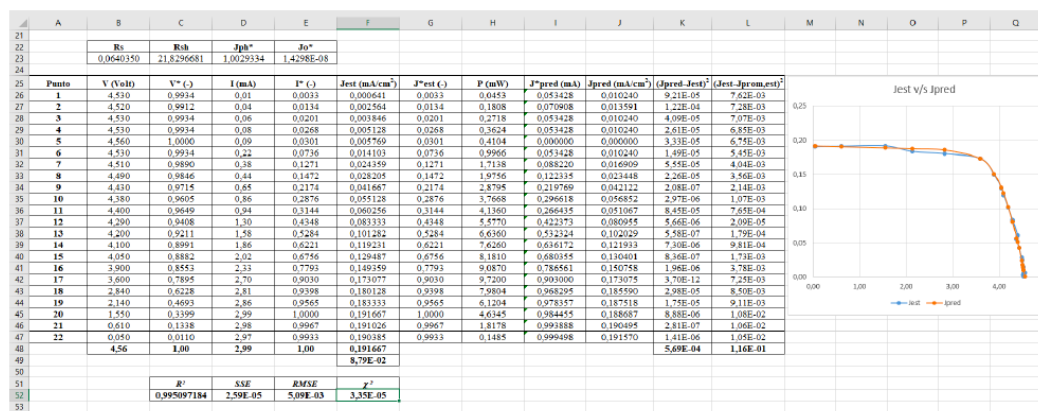 A B C D E F G H I J K L M N O P Q
21
22 Rs Rsh Jph* Jo*
23 0,0640350 21,8296681 1,0029334 1,4298E-08
24
25 Punto V (Volt) V* (-) I (mA) I* (-) Jest (mA/cm²) J*est (-) P (mW) J*pred (mA) Jpred (mA/cm²) (Jpred-Jest)² (Jest-Jprom,est)²
26 1 4,530 0,9934 0,01 0,0033 0,000641 0,0033 0,0453 0,053428 0,010240 9,21E-05 7,62E-03
27 2 4,520 0,9912 0,04 0,0134 0,002564 0,0134 0,1808 0,070908 0,013591 1,22E-04 7,28E-03
28 3 4,530 0,9934 0,06 0,0201 0,003846 0,0201 0,2718 0,053428 0,010240 4,09E-05 7,07E-03
29 4 4,530 0,9934 0,08 0,0268 0,005128 0,0268 0,3624 0,053428 0,010240 2,61E-05 6,85E-03
30 5 4,560 1,0000 0,09 0,0301 0,005769 0,0301 0,4104 0,000000 0,000000 3,33E-05 6,75E-03
31 6 4,530 0,9934 0,22 0,0736 0,014103 0,0736 0,9966 0,053428 0,010240 1,49E-05 5,45E-03
32 7 4,510 0,9890 0,38 0,1271 0,024359 0,1271 1,7138 0,088220 0,016909 5,55E-05 4,04E-03
33 8 4,490 0,9846 0,44 0,1472 0,028205 0,1472 1,9756 0,122335 0,023448 2,26E-05 3,56E-03
34 9 4,430 0,9715 0,65 0,2174 0,041667 0,2174 2,8795 0,219769 0,042122 2,08E-07 2,14E-03
35 10 4,380 0,9605 0,86 0,2876 0,055128 0,2876 3,7668 0,296618 0,056852 2,97E-06 1,07E-03
36 11 4,400 0,9649 0,94 0,3144 0,060256 0,3144 4,1360 0,266435 0,051067 8,45E-05 7,65E-04
37 12 4,290 0,9408 1,30 0,4348 0,083333 0,4348 5,5770 0,422373 0,080955 5,66E-06 2,09E-05
38 13 4,200 0,9211 1,58 0,5284 0,101282 0,5284 6,6360 0,532324 0,102029 5,58E-07 1,79E-04
39 14 4,100 0,8991 1,86 0,6221 0,119231 0,6221 7,6260 0,636172 0,121933 7,30E-06 9,81E-04
40 15 4,050 0,8882 2,02 0,6756 0,129487 0,6756 8,1810 0,680355 0,130401 8,36E-07 1,73E-03
41 16 3,900 0,8553 2,33 0,7793 0,149359 0,7793 9,0870 0,786561 0,150758 1,96E-06 3,78E-03
42 17 3,600 0,7895 2,70 0,9030 0,173077 0,9030 9,7200 0,903000 0,173075 3,70E-12 7,25E-03
43 18 2,840 0,6228 2,81 0,9398 0,180128 0,9398 7,9804 0,968295 0,185590 2,98E-05 8,50E-03
44 19 2,140 0,4693 2,86 0,9565 0,183333 0,9565 6,1204 0,978357 0,187518 1,75E-05 9,11E-03
45 20 1,550 0,3399 2,99 1,0000 0,191667 1,0000 4,6345 0,984455 0,188687 8,88E-06 1,08E-02
46 21 0,610 0,1338 2,98 0,9967 0,191026 0,9967 1,8178 0,993888 0,190495 2,81E-07 1,06E-02
47 22 0,050 0,0110 2,97 0,9933 0,190385 0,9933 0,1485 0,999498 0,191570 1,41E-06 1,05E-02
48 4,56 1,00 2,99 1,00 0,191667 5,69E-04 1,16E-01
49 8,79E-02
50
51 R² SSE RMSE χ²
52 0,995097184 2,59E-05 5,09E-03 3,35E-05
53
Jest v/s Jpred
0,25
0,20
0,15
0,10
0,05
0,00
0,00 1,00 2,00 3,00 4,00
Jest Jpred